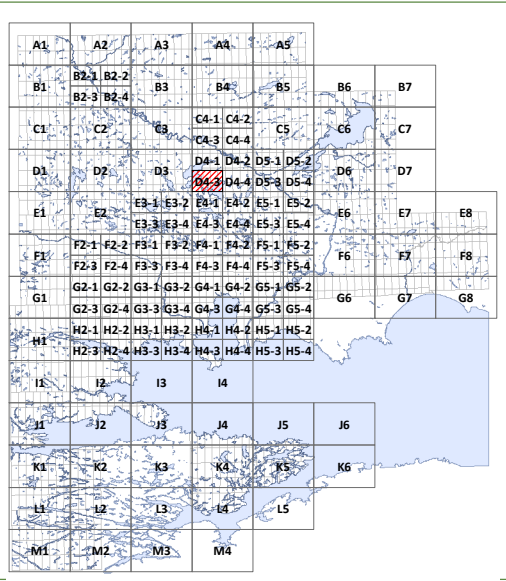 A1 A2 A3 A4 A5
B2-1 B2-2
B1 B3 B4 B5 B6 B7
B2-3 B2-4
C4-1 C4-2
C1 C2 C3 C5 C6 C7
C4-3 C4-4
D4-1 D4-2 D5-1 D5-2
D1 D2 D3 D6 D7
D4-3 D4-4 D5-3 D5-4
E3-1 E3-2 E4-1 E4-2 E5-1 E5-2
E1 E2 E6 E7 E8
E3-3 E3-4 E4-3 E4-4 E5-3 E5-4
F2-1 F2-2 F3-1 F3-2 F4-1 F4-2 F5-1 F5-2
F1 F6 F7 F8
F2-3 F2-4 F3-3 F3-4 F4-3 F4-4 F5-3 F5-4
G2-1 G2-2 G3-1 G3-2 G4-1 G4-2 G5-1 G5-2
G1 G6 G7 G8
G2-3 G2-4 G3-3 G3-4 G4-3 G4-4 G5-3 G5-4
H2-1 H2-2 H3-1 H3-2 H4-1 H4-2 H5-1 H5-2
H1
H2-3 H2-4 H3-3 H3-4 H4-3 H4-4 H5-3 H5-4
I1 I2 I3 I4
J1 J2 J3 J4 J5 J6
K1 K2 K3 K4 K5 K6
L1 L2 L3 L4 L5
M1 M2 M3 M4